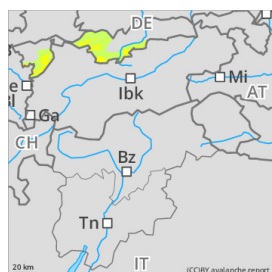 DE
Mi
Ibk
AT
Ga
CH
Bz
Tn
IT
20 km
(CC)BY avalanche.report